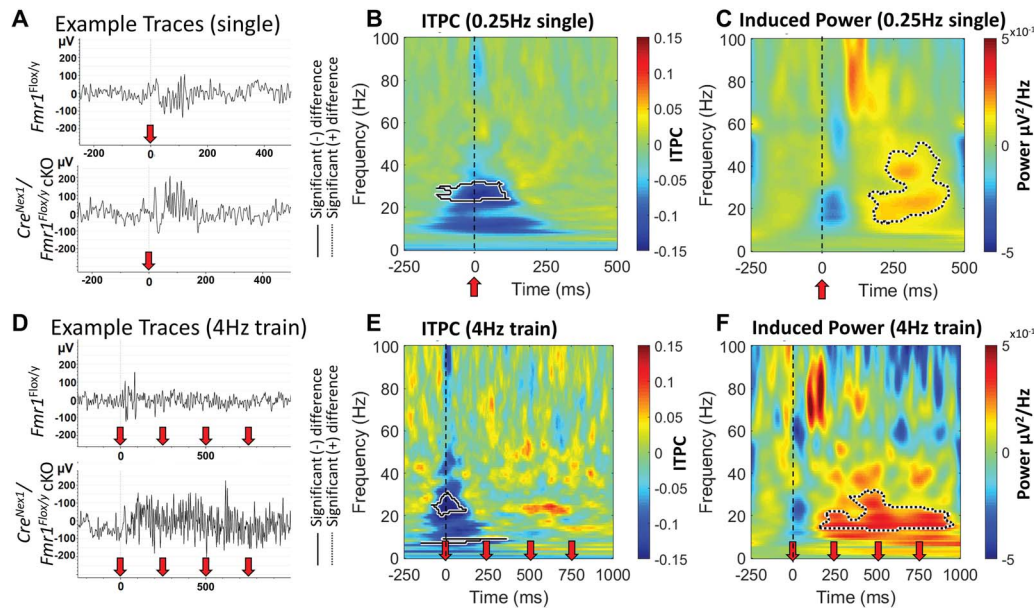 A Example Traces (single)
µV
200
100
0
-100
-200
Fmr1Flox/y
-200 0 200 400
µV
200
100
0
-100
-200
CreNex1/
Fmr1Flox/y cKO
-200 0 200 400
Significant (-) difference
Significant (+) difference
B ITPC (0.25Hz single)
Frequency (Hz)
100
80
60
40
20
0
-250 0 250 500
Time (ms)
0.15
0.1
0.05
0
-0.05
-0.1
0.15
ITPC
C Induced Power (0.25Hz single)
Frequency (Hz)
100
80
60
40
20
0
-250 0 250 500
Time (ms)
5 x10-1
0
-5
Power µV2/Hz
D Example Traces (4Hz train)
µV
200
100
0
-100
-200
Fmr1Flox/y
0 500
µV
200
100
0
-100
-200
CreNex1/
Fmr1Flox/y cKO
0 500
Significant (-) difference
Significant (+) difference
E ITPC (4Hz train)
Frequency (Hz)
100
80
60
40
20
0
-250 0 250 500 750 1000
Time (ms)
0.15
0.1
0.05
0
-0.05
-0.1
0.15
ITPC
F Induced Power (4Hz train)
Frequency (Hz)
100
80
60
40
20
0
-250 0 250 500 750 1000
Time (ms)
5 x10-1
0
-5
Power µV2/Hz